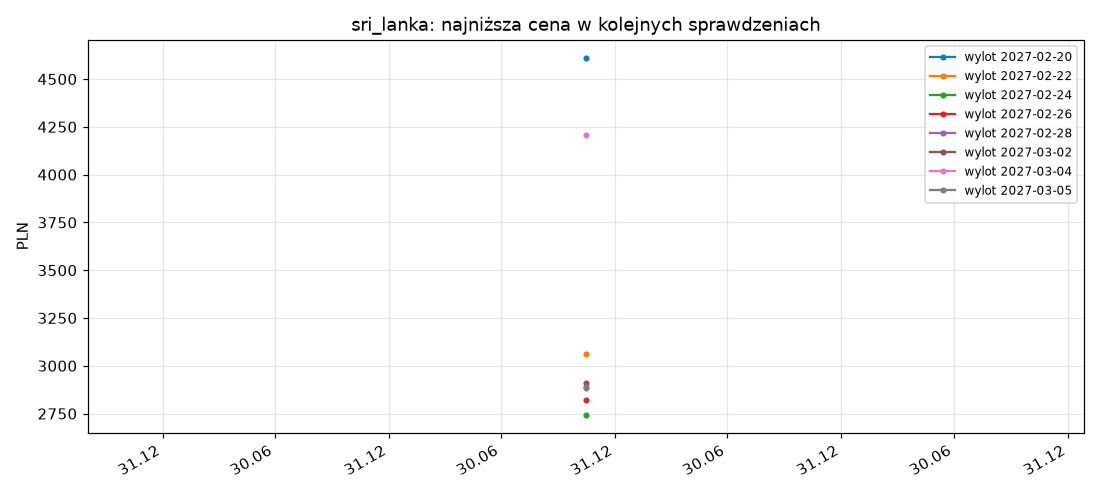 sri_lanka: najniższa cena w kolejnych sprawdzeniach
wylot 2027-02-20
wylot 2027-02-22
wylot 2027-02-24
wylot 2027-02-26
wylot 2027-02-28
wylot 2027-03-02
wylot 2027-03-04
wylot 2027-03-05
PLN
4500
4250
4000
3750
3500
3250
3000
2750
31.12
30.06
31.12
30.06
31.12
30.06
31.12
30.06
31.12